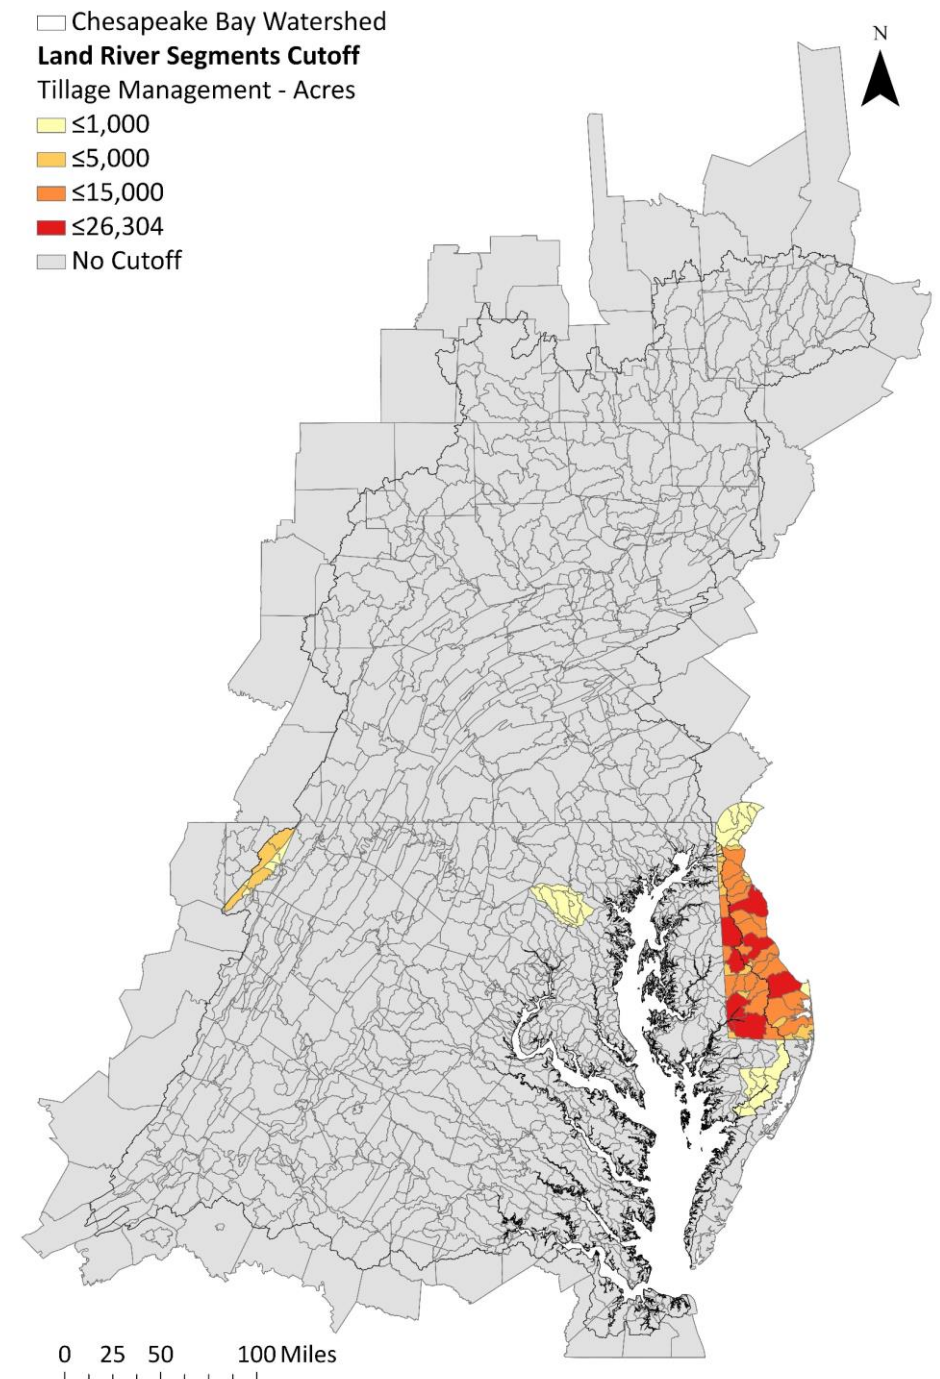 Chesapeake Bay Watershed
Land River Segments Cutoff
Tillage Management - Acres
≤1,000
≤5,000
≤15,000
≤26,304
No Cutoff
N
0 25 50 100 Miles